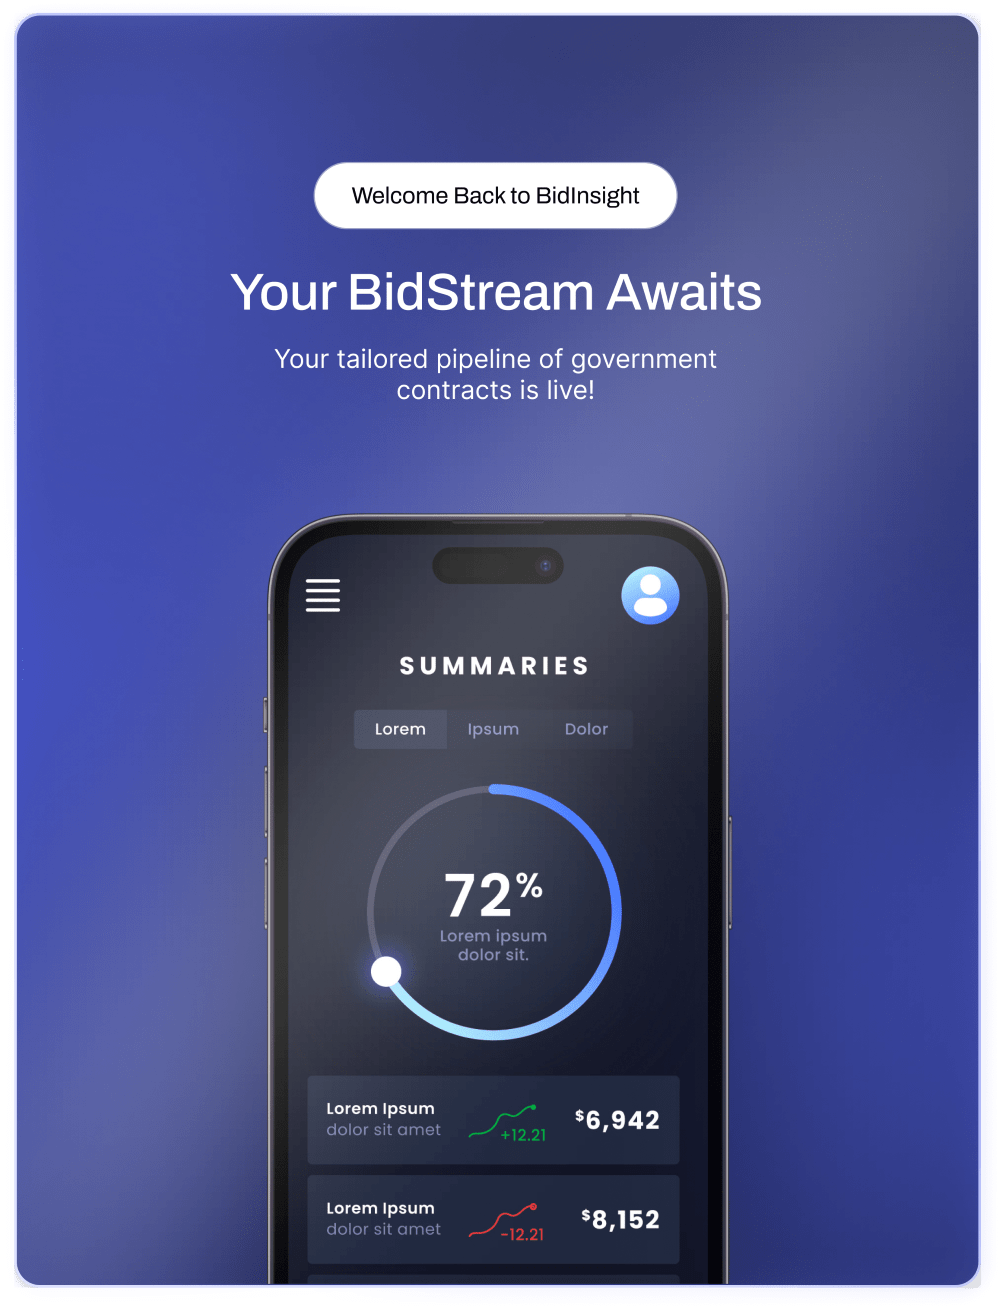 Welcome Back to BidInsight
Your BidStream Awaits
Your tailored pipeline of government
contracts is live!
SUMMARIES
Lorem Ipsum Dolor
72%
Lorem ipsum
dolor sit.
Lorem Ipsum
dolor sit amet
+12.21
$6,942
Lorem Ipsum
dolor sit amet
-12.21
$8,152